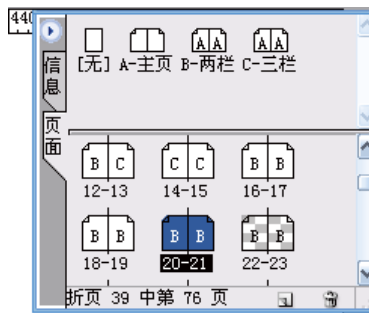 440
信息
页面
[无] A-主页 B-两栏 C-三栏
A A A A
B C C C B B
12-13 14-15 16-17
B B B B B B
18-19 20-21 22-23
折页 39 中第 76 页